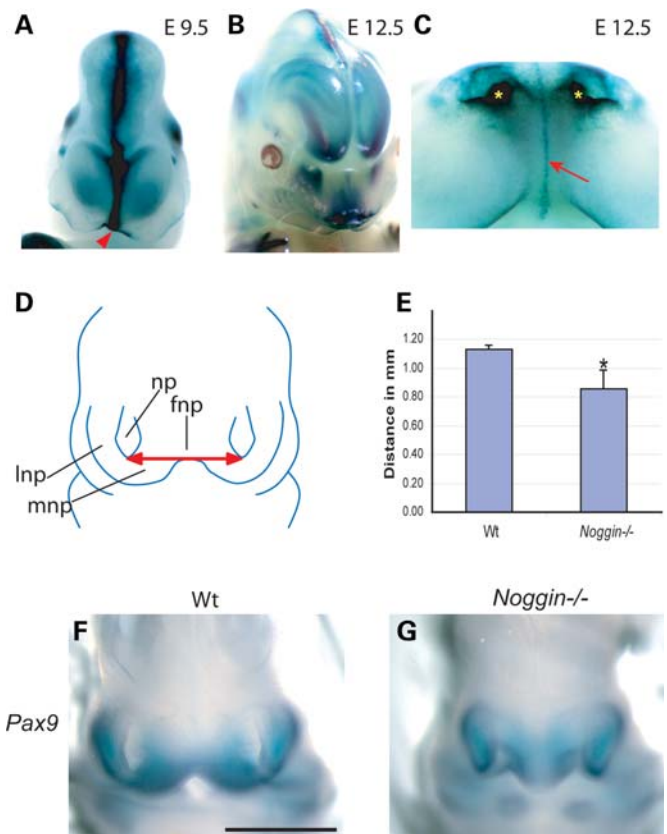 A E 9.5
B E 12.5
C E 12.5
* *
D
np
fnp
lnp
mnp
E
1.20
1.00
0.80
0.60
0.40
0.20
0.00
Distance in mm
*
Wt Noggin-/-
Wt Noggin-/-
F G
Pax9